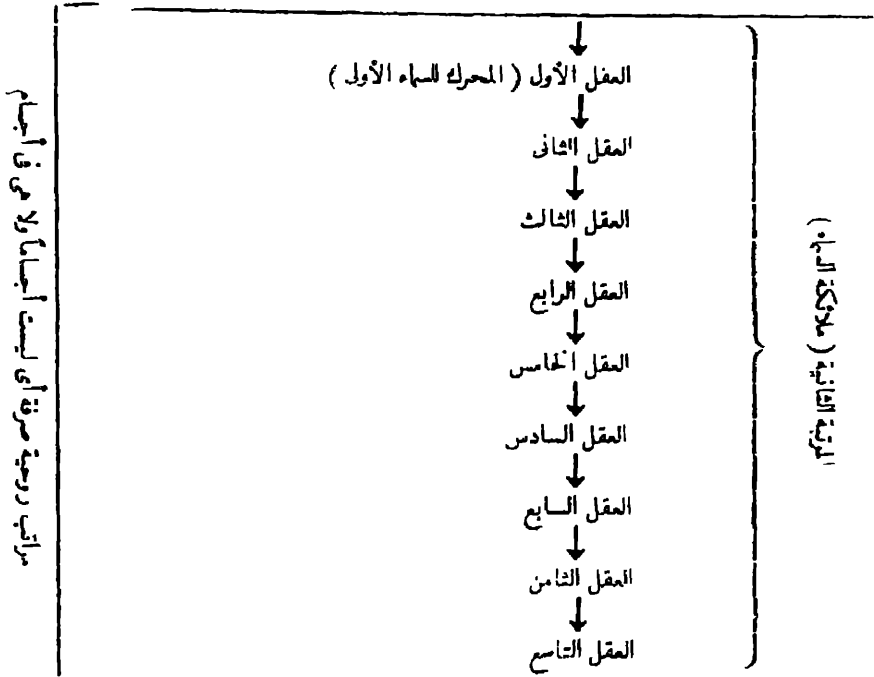 العقل الأول ( المحرك للسماء الأولى )
العقل الثانى
العقل الثالث
العقل الرابع
العقل الخامس
العقل السادس
العقل السابع
العقل الثامن
العقل التاسع
المرتبة الثانية ( ملائكة السماء )
مراتب روحية صرفة أى ليست أجساماً ولا هى فى أجسام